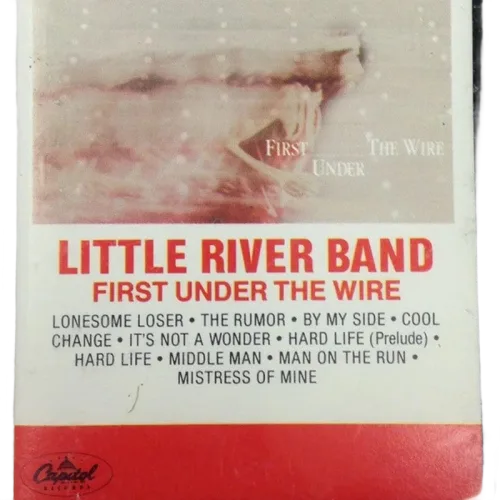 FIRST THE WIRE
UNDER
LITTLE RIVER BAND
FIRST UNDER THE WIRE
LONESOME LOSER • THE RUMOR • BY MY SIDE • COOL
CHANGE • IT'S NOT A WONDER • HARD LIFE (Prelude) •
HARD LIFE • MIDDLE MAN • MAN ON THE RUN •
MISTRESS OF MINE
Capitol
RECORDS